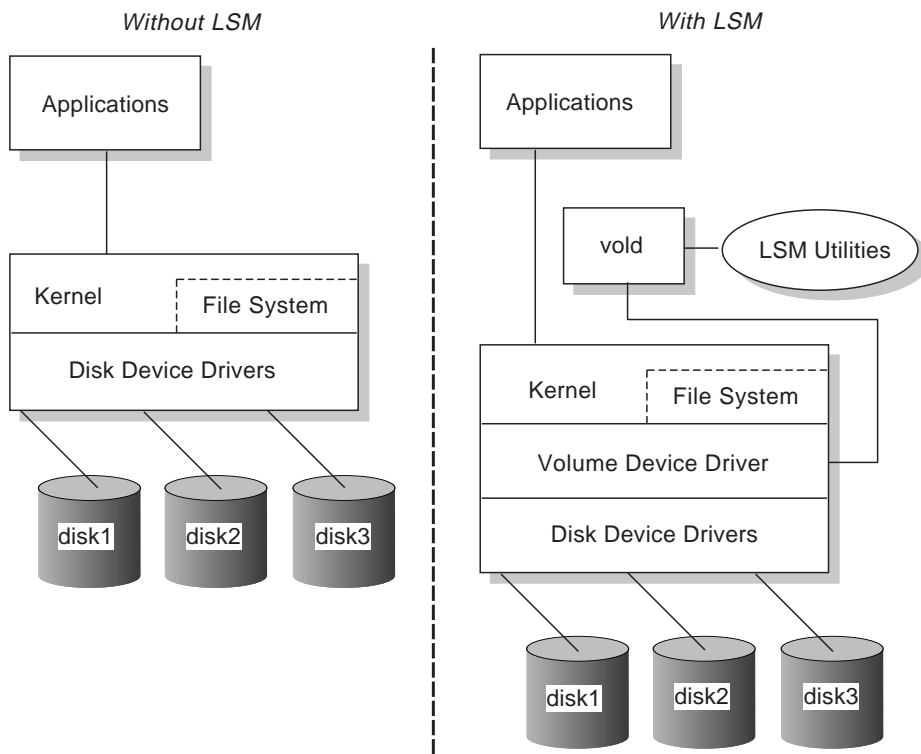 Without LSM
Applications
Kernel
File System
Disk Device Drivers
disk1
disk2
disk3
With LSM
Applications
vold
LSM Utilities
Kernel
File System
Volume Device Driver
Disk Device Drivers
disk1
disk2
disk3